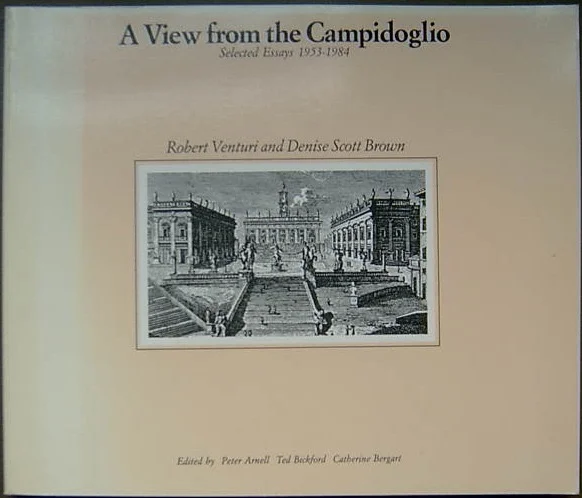 A View from the Campidoglio
Selected Essays 1953-1984
Robert Venturi and Denise Scott Brown
Edited by Peter Arnell Ted Bickford Catherine Bergart